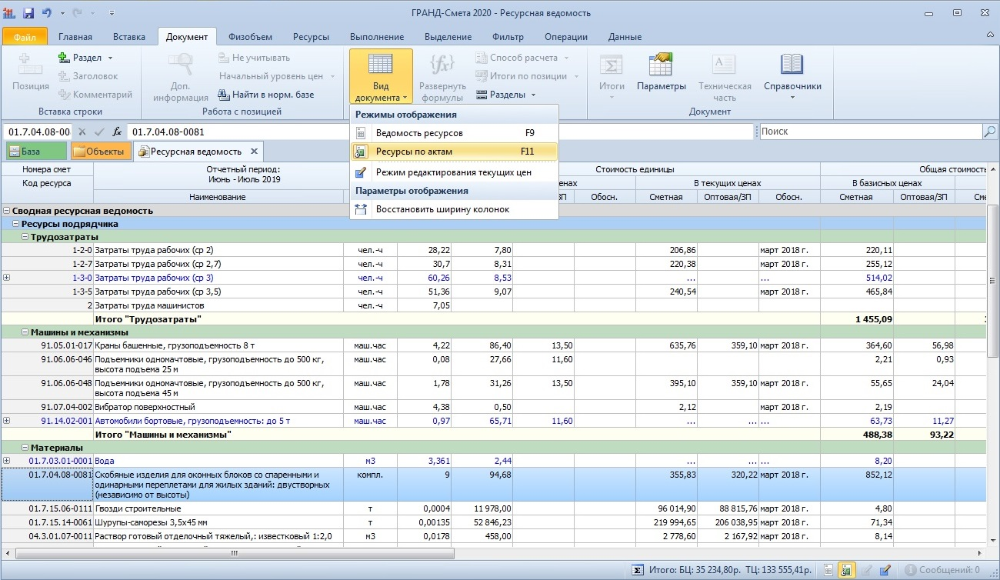 ГРАНД-Смета 2020 - Ресурсная ведомость
Файл Главная Вставка Документ Физобъем Ресурсы Выполнение Выделение Фильтр Операции Данные
Позиция
Раздел
Заголовок
Комментарий
Вставка строки
Доп. информация
Не учитывать
Начальный уровень цен
Найти в норм. базе
Работа с позицией
Вид документа
Развернуть формулы
Способ расчета
Итоги по позиции
Разделы
Итоги
Параметры
Техническая часть
Справочники
Документ
Режимы отображения
Ведомость ресурсов F9
Ресурсы по актам F11
Режим редактирования текущих цен
Параметры отображения
Восстановить ширину колонок
01.7.04.08-00 fx 01.7.04.08-0081 Поиск
База Объекты Ресурсная ведомость
Номера смет Отчетный период: Стоимость единицы Общая стоимость
Код ресурса Июнь - Июль 2019 енах В текущих ценах В базисных ценах
Наименование ЗП Обосн. Сметная Оптовая/ЗП Обосн. Сметная Оптовая/ЗП См
Сводная ресурсная ведомость
Ресурсы подрядчика
Трудозатраты
1-2-0 Затраты труда рабочих (ср 2) чел.-ч 28,22 7,80 206,86 март 2018 г. 220,11
1-2-7 Затраты труда рабочих (ср 2,7) чел.-ч 30,7 8,31 220,38 март 2018 г. 255,12
1-3-0 Затраты труда рабочих (ср 3) чел.-ч 60,26 8,53 ... ... 514,02
1-3-5 Затраты труда рабочих (ср 3,5) чел.-ч 51,36 9,07 240,54 март 2018 г. 465,84
2 Затраты труда машинистов чел.-ч 7,05
Итого "Трудозатраты" 1 455,09
Машины и механизмы
91.05.01-017 Краны башенные, грузоподъемность 8 т маш.час 4,22 86,40 13,50 635,76 359,10 март 2018 г. 364,60 56,98
91.06.06-046 Подъемники одномачтовые, грузоподъемность до 500 кг, маш.час 0,08 27,66 11,60 2,21 0,93
высота подъема 25 м
91.06.06-048 Подъемники одномачтовые, грузоподъемность до 500 кг, маш.час 1,78 31,26 13,50 395,10 359,10 март 2018 г. 55,65 24,04
высота подъема 45 м
91.07.04-002 Вибратор поверхностный маш.час 4,38 0,50 2,12 март 2018 г. 2,19
91.14.02-001 Автомобили бортовые, грузоподъемность: до 5 т маш.час 0,97 65,71 11,60 ... ... ... 63,73 11,27
Итого "Машины и механизмы" 488,38 93,22
Материалы
01.7.03.01-0001 Вода м3 3,361 2,44 ... ... ... 8,20
01.7.04.08-0081 Скобяные изделия для оконных блоков со спаренными и компл. 9 94,68 355,83 320,22 март 2018 г. 852,12
одинарными переплетами для жилых зданий: двустворных
(независимо от высоты)
01.7.15.06-0111 Гвозди строительные т 0,0004 11 978,00 96 014,90 88 815,76 март 2018 г. 4,80
01.7.15.14-0061 Шурупы-саморезы 3,5х45 мм т 0,00135 52 846,23 219 994,65 206 038,95 март 2018 г. 71,34
04.3.01.07-0011 Раствор готовый отделочный тяжелый,: известковый 1:2,0 м3 0,0178 458,00 2 778,60 2 167,92 март 2018 г. 8,14
Итого: БЦ: 35 234,80р. ТЦ: 133 555,41р. Сообщений: 0